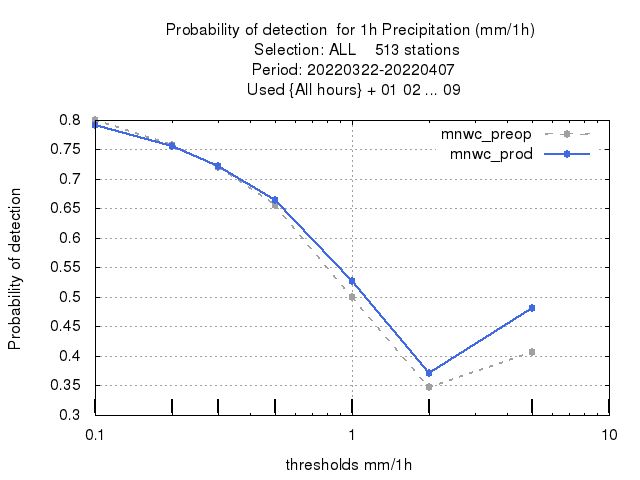 Probability of detection  for 1h Precipitation (mm/1h)
Selection: ALL    513 stations
Period: 20220322-20220407
Used {All hours} + 01 02 ... 09
mnwc_preop
mnwc_prod
Probability of detection
0.8
0.75
0.7
0.65
0.6
0.55
0.5
0.45
0.4
0.35
0.3
0.1
1
10
thresholds mm/1h